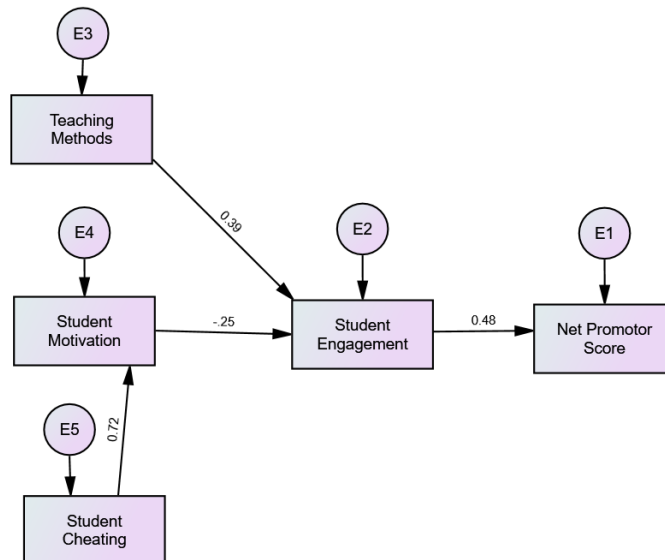 E3
Teaching
Methods
0.39
E4
E2
E1
Student
Motivation
-.25
Student
Engagement
0.48
Net Promotor
Score
0.72
E5
Student
Cheating